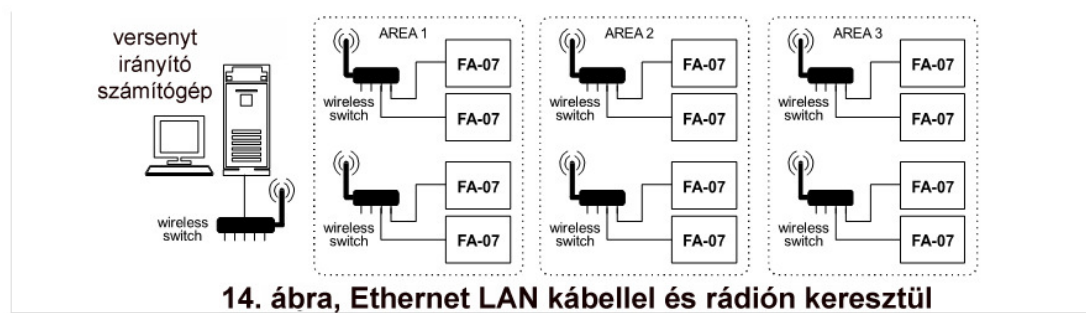 versenyt
irányító
számítógép
wireless
switch
AREA 1
FA-07
wireless
switch
FA-07
FA-07
wireless
switch
FA-07
AREA 2
FA-07
wireless
switch
FA-07
FA-07
wireless
switch
FA-07
AREA 3
FA-07
wireless
switch
FA-07
FA-07
wireless
switch
FA-07
14. ábra, Ethernet LAN kábellel és rádión keresztül